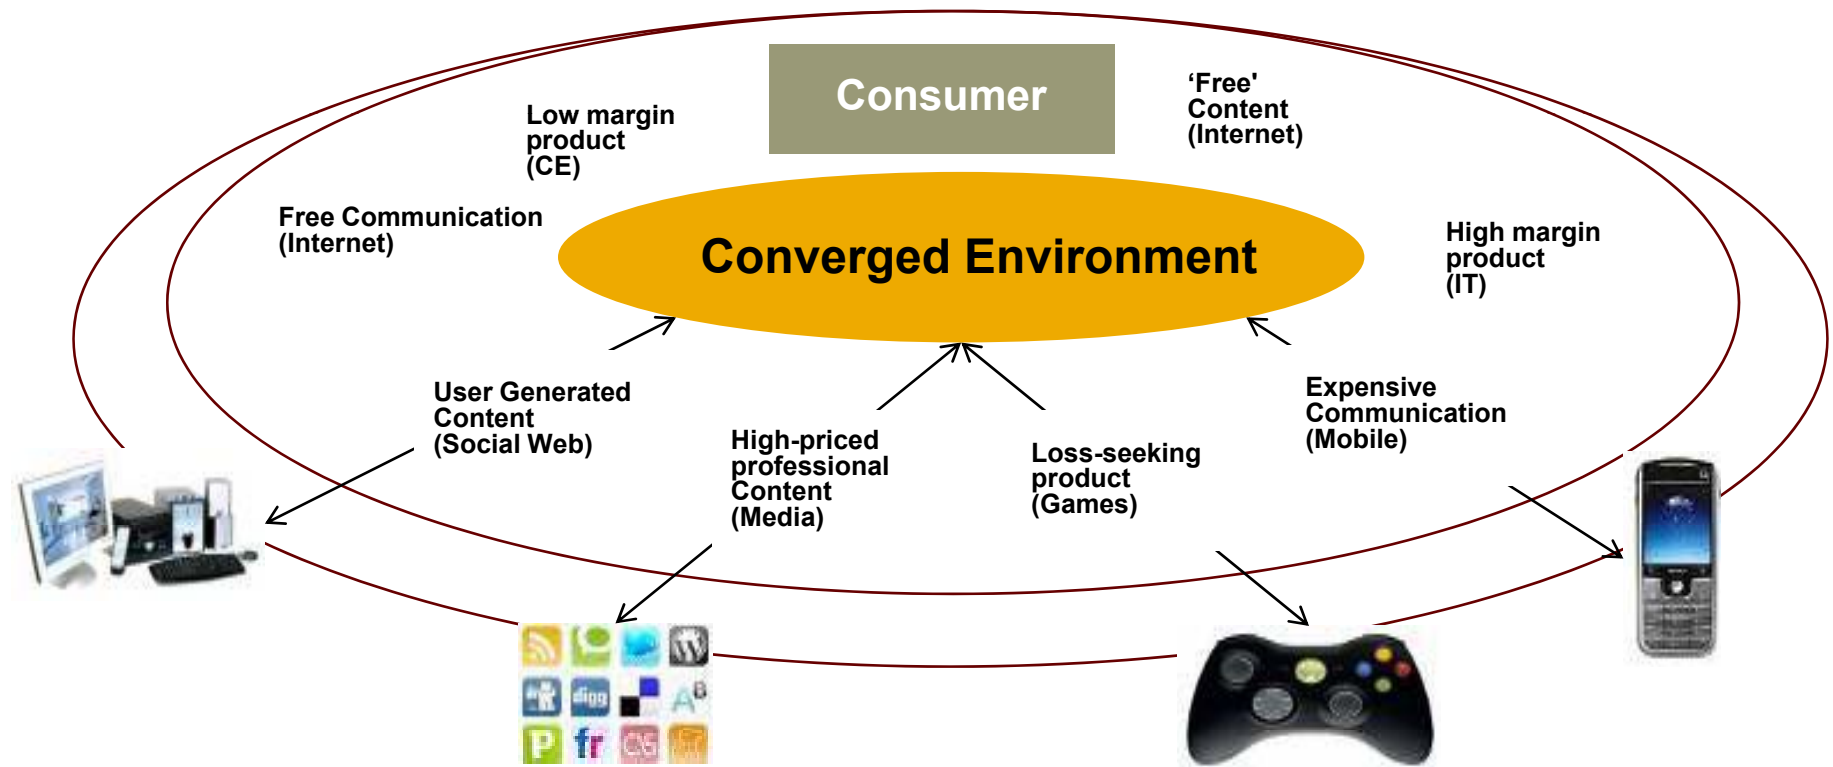 Consumer
‘Free'
Content
(Internet)
Low margin
product
(CE)
Free Communication
(Internet)
Converged Environment
High margin
product
(IT)
User Generated
Content
(Social Web)
High-priced
professional
Content
(Media)
Loss-seeking
product
(Games)
Expensive
Communication
(Mobile)
digg
AB
P
fr